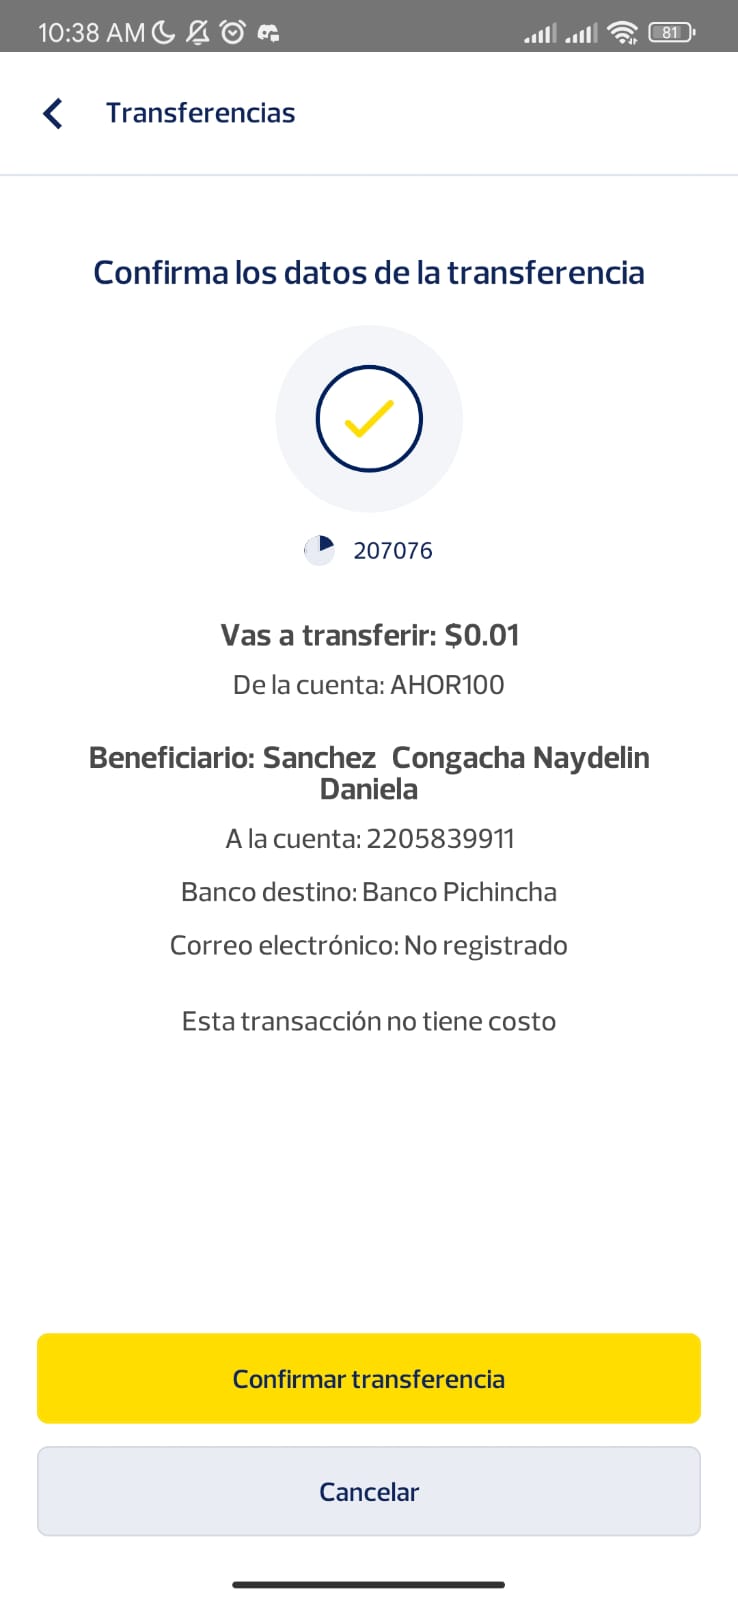 10:38 AM
81
Transferencias
Confirma los datos de la transferencia
207076
Vas a transferir: $0.01
De la cuenta: AHOR100
Beneficiario: Sanchez  Congacha Naydelin
Daniela
A la cuenta: 2205839911
Banco destino: Banco Pichincha
Correo electrónico: No registrado
Esta transacción no tiene costo
Confirmar transferencia
Cancelar